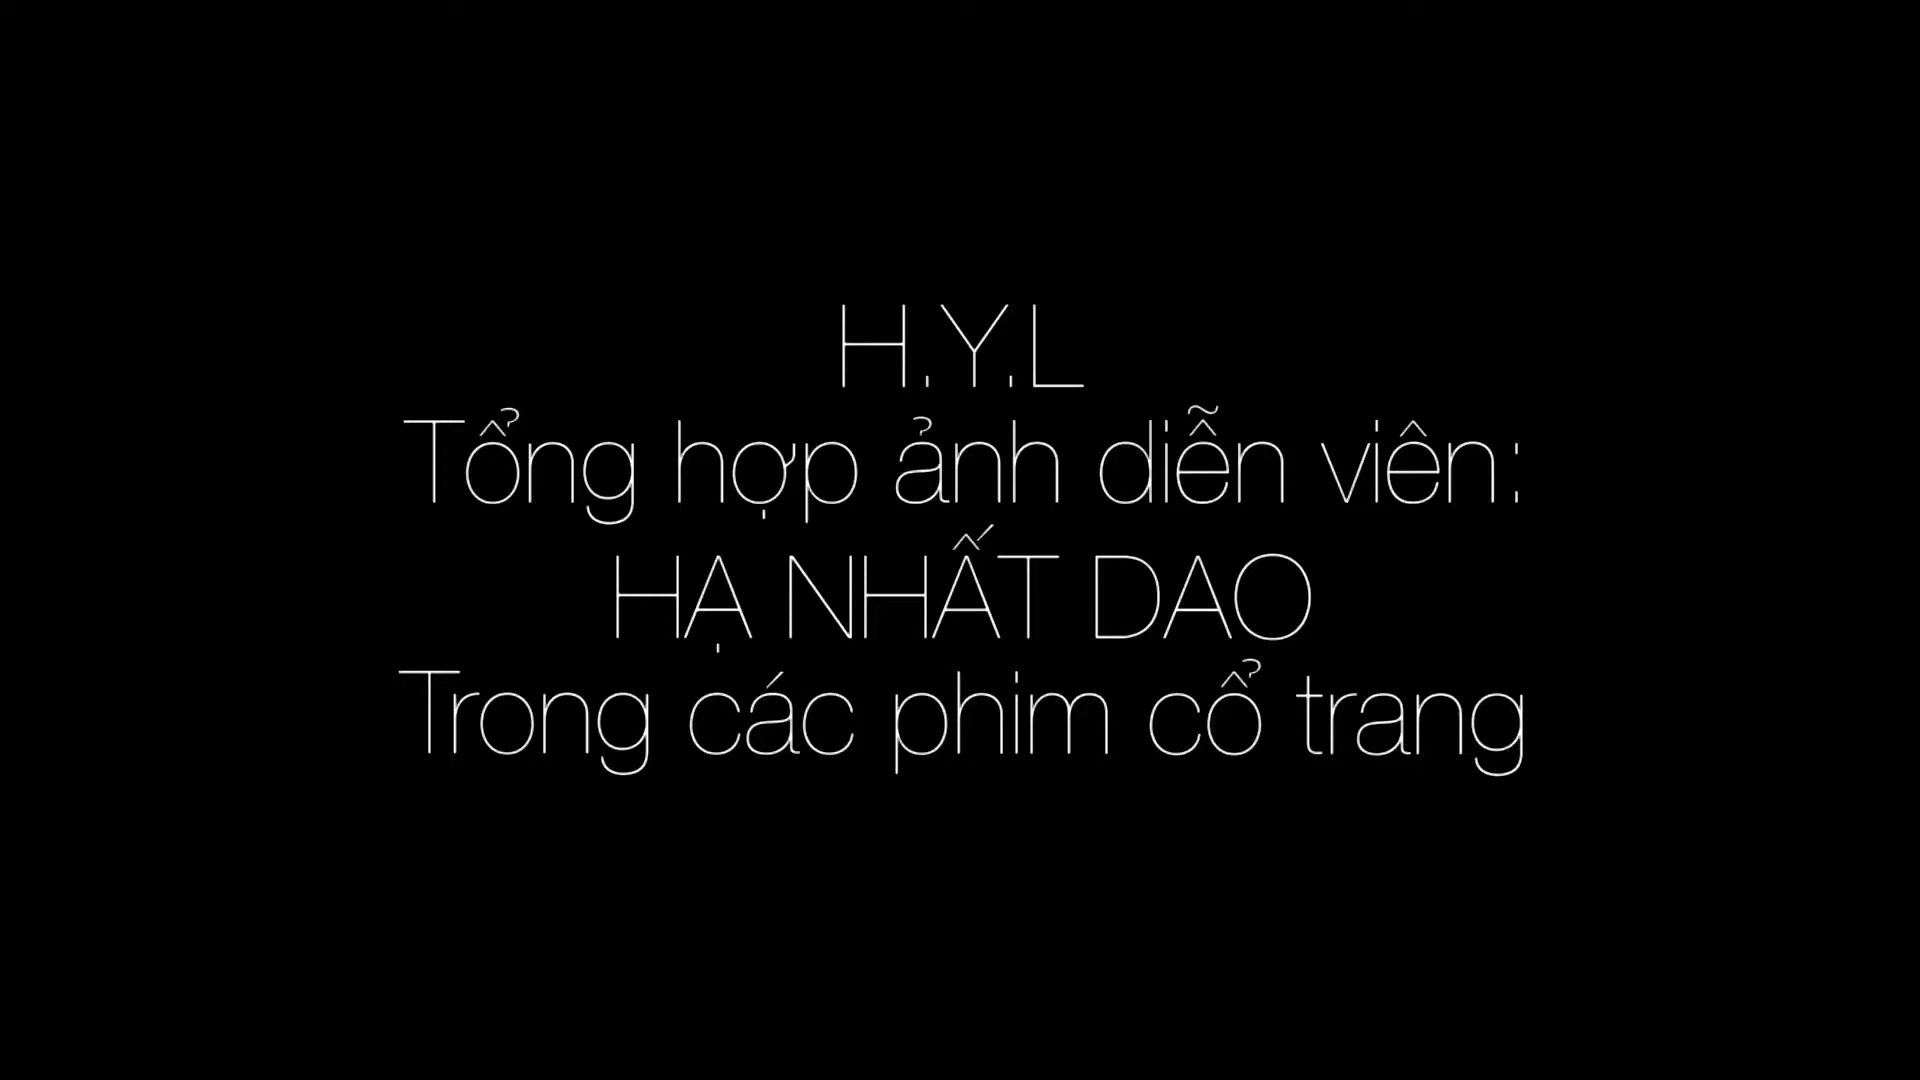 H.Y.L
Tổng hợp ảnh diễn viên:
HẠ NHẤT DAO
Trong các phim cổ trang